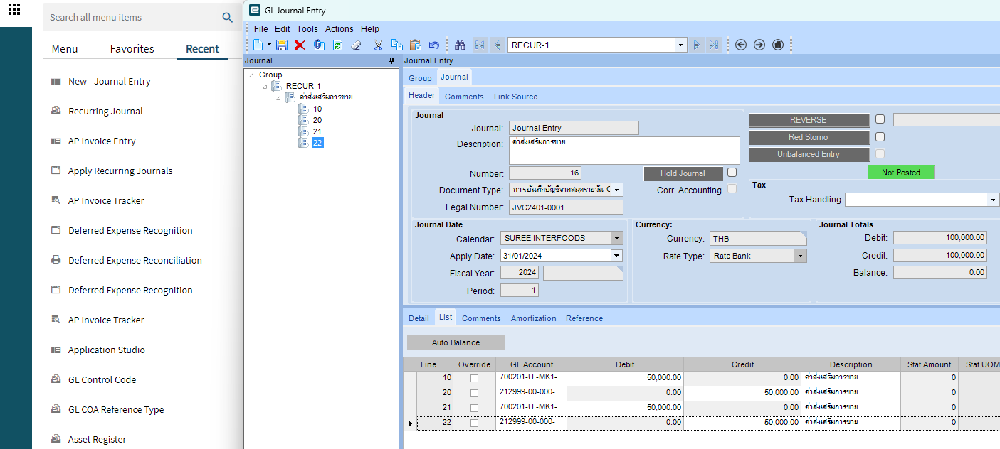 Search all menu items
Menu Favorites Recent
New - Journal Entry
Recurring Journal
AP Invoice Entry
Apply Recurring Journals
AP Invoice Tracker
Deferred Expense Recognition
Deferred Expense Reconciliation
Deferred Expense Recognition
AP Invoice Tracker
Application Studio
GL Control Code
GL COA Reference Type
Asset Register
GL Journal Entry
File Edit Tools Actions Help
RECUR-1
Journal
Group
RECUR-1
ค่าส่งเสริมการขาย
10
20
21
22
Journal Entry
Group Journal
Header Comments Link Source
Journal
Journal: Journal Entry
Description: ค่าส่งเสริมการขาย
Number: 16
Hold Journal
Document Type: การบันทึกบัญชีจากสมุดรายวัน-C
Corr. Accounting
Legal Number: JVC2401-0001
REVERSE
Red Storno
Unbalanced Entry
Not Posted
Tax
Tax Handling:
Journal Date
Calendar: SUREE INTERFOODS
Apply Date: 31/01/2024
Fiscal Year: 2024
Period: 1
Currency:
Currency: THB
Rate Type: Rate Bank
Journal Totals
Debit: 100,000.00
Credit: 100,000.00
Balance: 0.00
Detail List Comments Amortization Reference
Auto Balance
Line Override GL Account Debit Credit Description Stat Amount Stat UOM
10 700201-U -MK1- 50,000.00 0.00 ค่าส่งเสริมการขาย 0
20 212999-00-000- 0.00 50,000.00 ค่าส่งเสริมการขาย 0
21 700201-U -MK1- 50,000.00 0.00 ค่าส่งเสริมการขาย 0
22 212999-00-000- 0.00 50,000.00 ค่าส่งเสริมการขาย 0